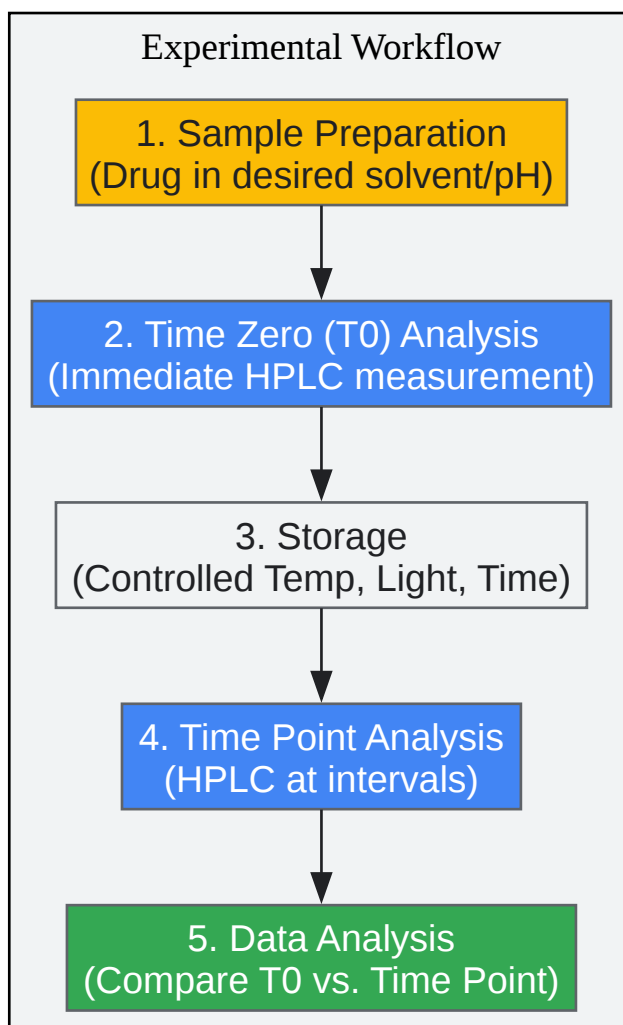 Experimental Workflow
1. Sample Preparation
(Drug in desired solvent/pH)
2. Time Zero (T0) Analysis
(Immediate HPLC measurement)
3. Storage
(Controlled Temp, Light, Time)
4. Time Point Analysis
(HPLC at intervals)
5. Data Analysis
(Compare T0 vs. Time Point)